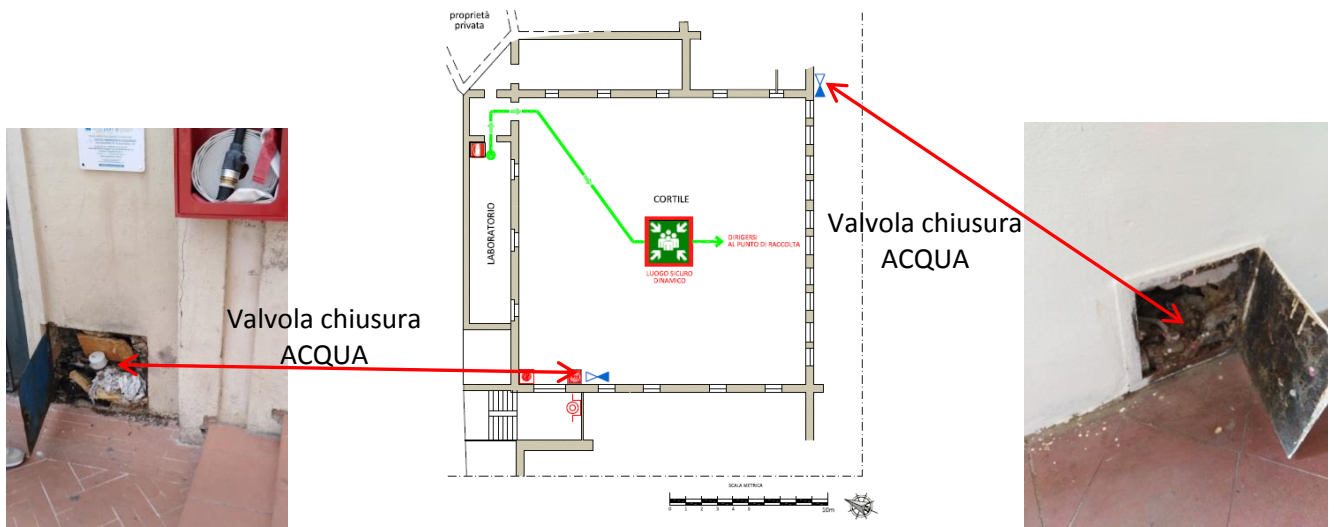 proprietà
privata
LABORATORIO
CORTILE
DIRIGERSI
AL PUNTO DI RACCOLTA
LUOGO SICURO
DINAMICO
Valvola chiusura
ACQUA
Valvola chiusura
ACQUA
SCALA METRICA
0 1 2 3 4 5 10m